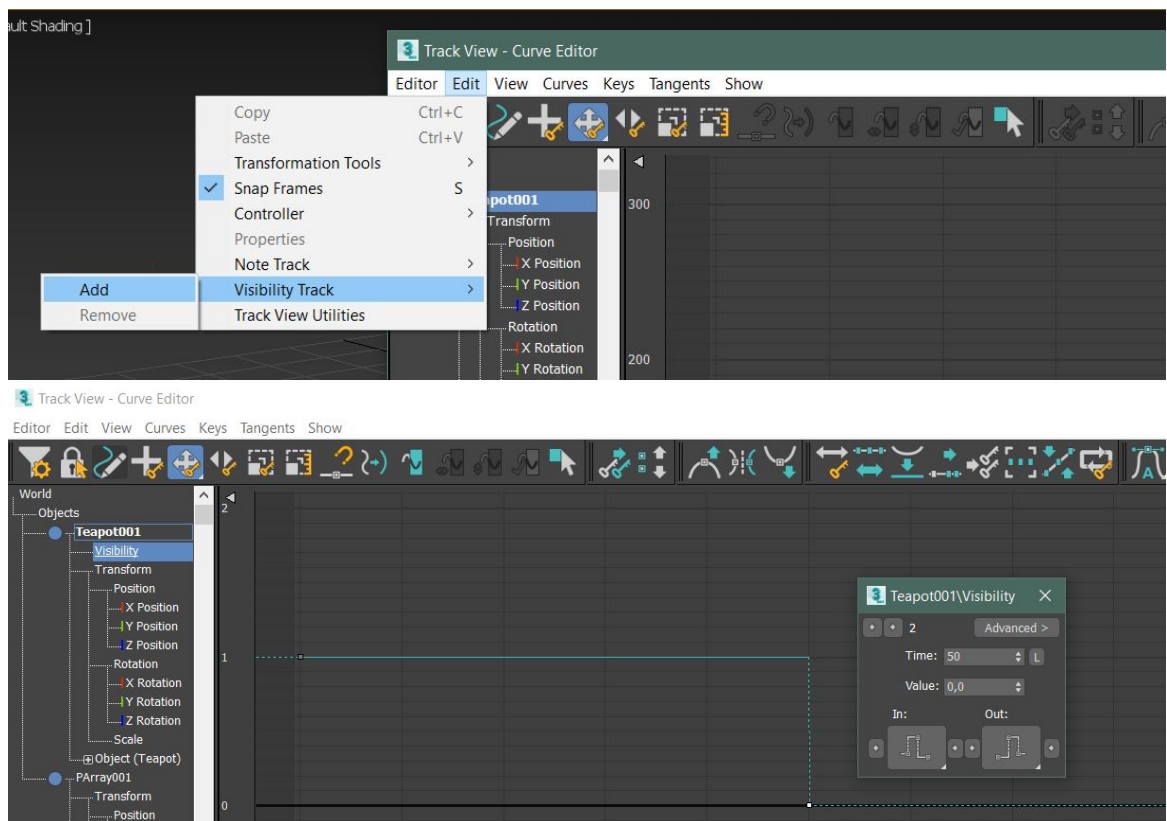 ault Shading ]
Track View - Curve Editor
Editor Edit View Curves Keys Tangents Show
Copy Ctrl+C
Paste Ctrl+V
Transformation Tools
Snap Frames S
Controller
Properties
Note Track
Visibility Track
Track View Utilities
Add
Remove
pot001
Transform
Position
X Position
Y Position
Z Position
Rotation
X Rotation
Y Rotation
300
200
Track View - Curve Editor
Editor Edit View Curves Keys Tangents Show
World
Objects
Teapot001
Visibility
Transform
Position
X Position
Y Position
Z Position
Rotation
X Rotation
Y Rotation
Z Rotation
Scale
Object (Teapot)
PArray001
Transform
Position
2
1
0
Teapot001\Visibility
2 Advanced >
Time: 50 L
Value: 0,0
In: Out: